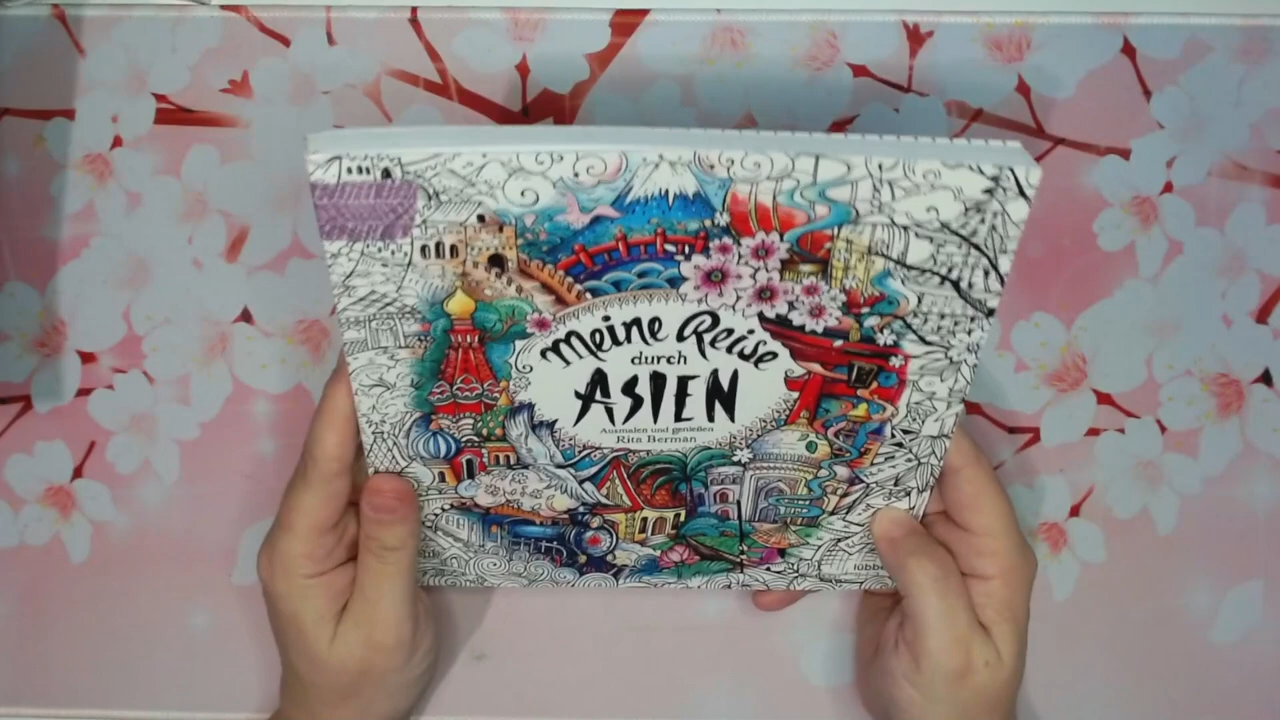 Meine Reise
durch
ASIEN
Ausmalen und genießen
Rita Berman
lübbe